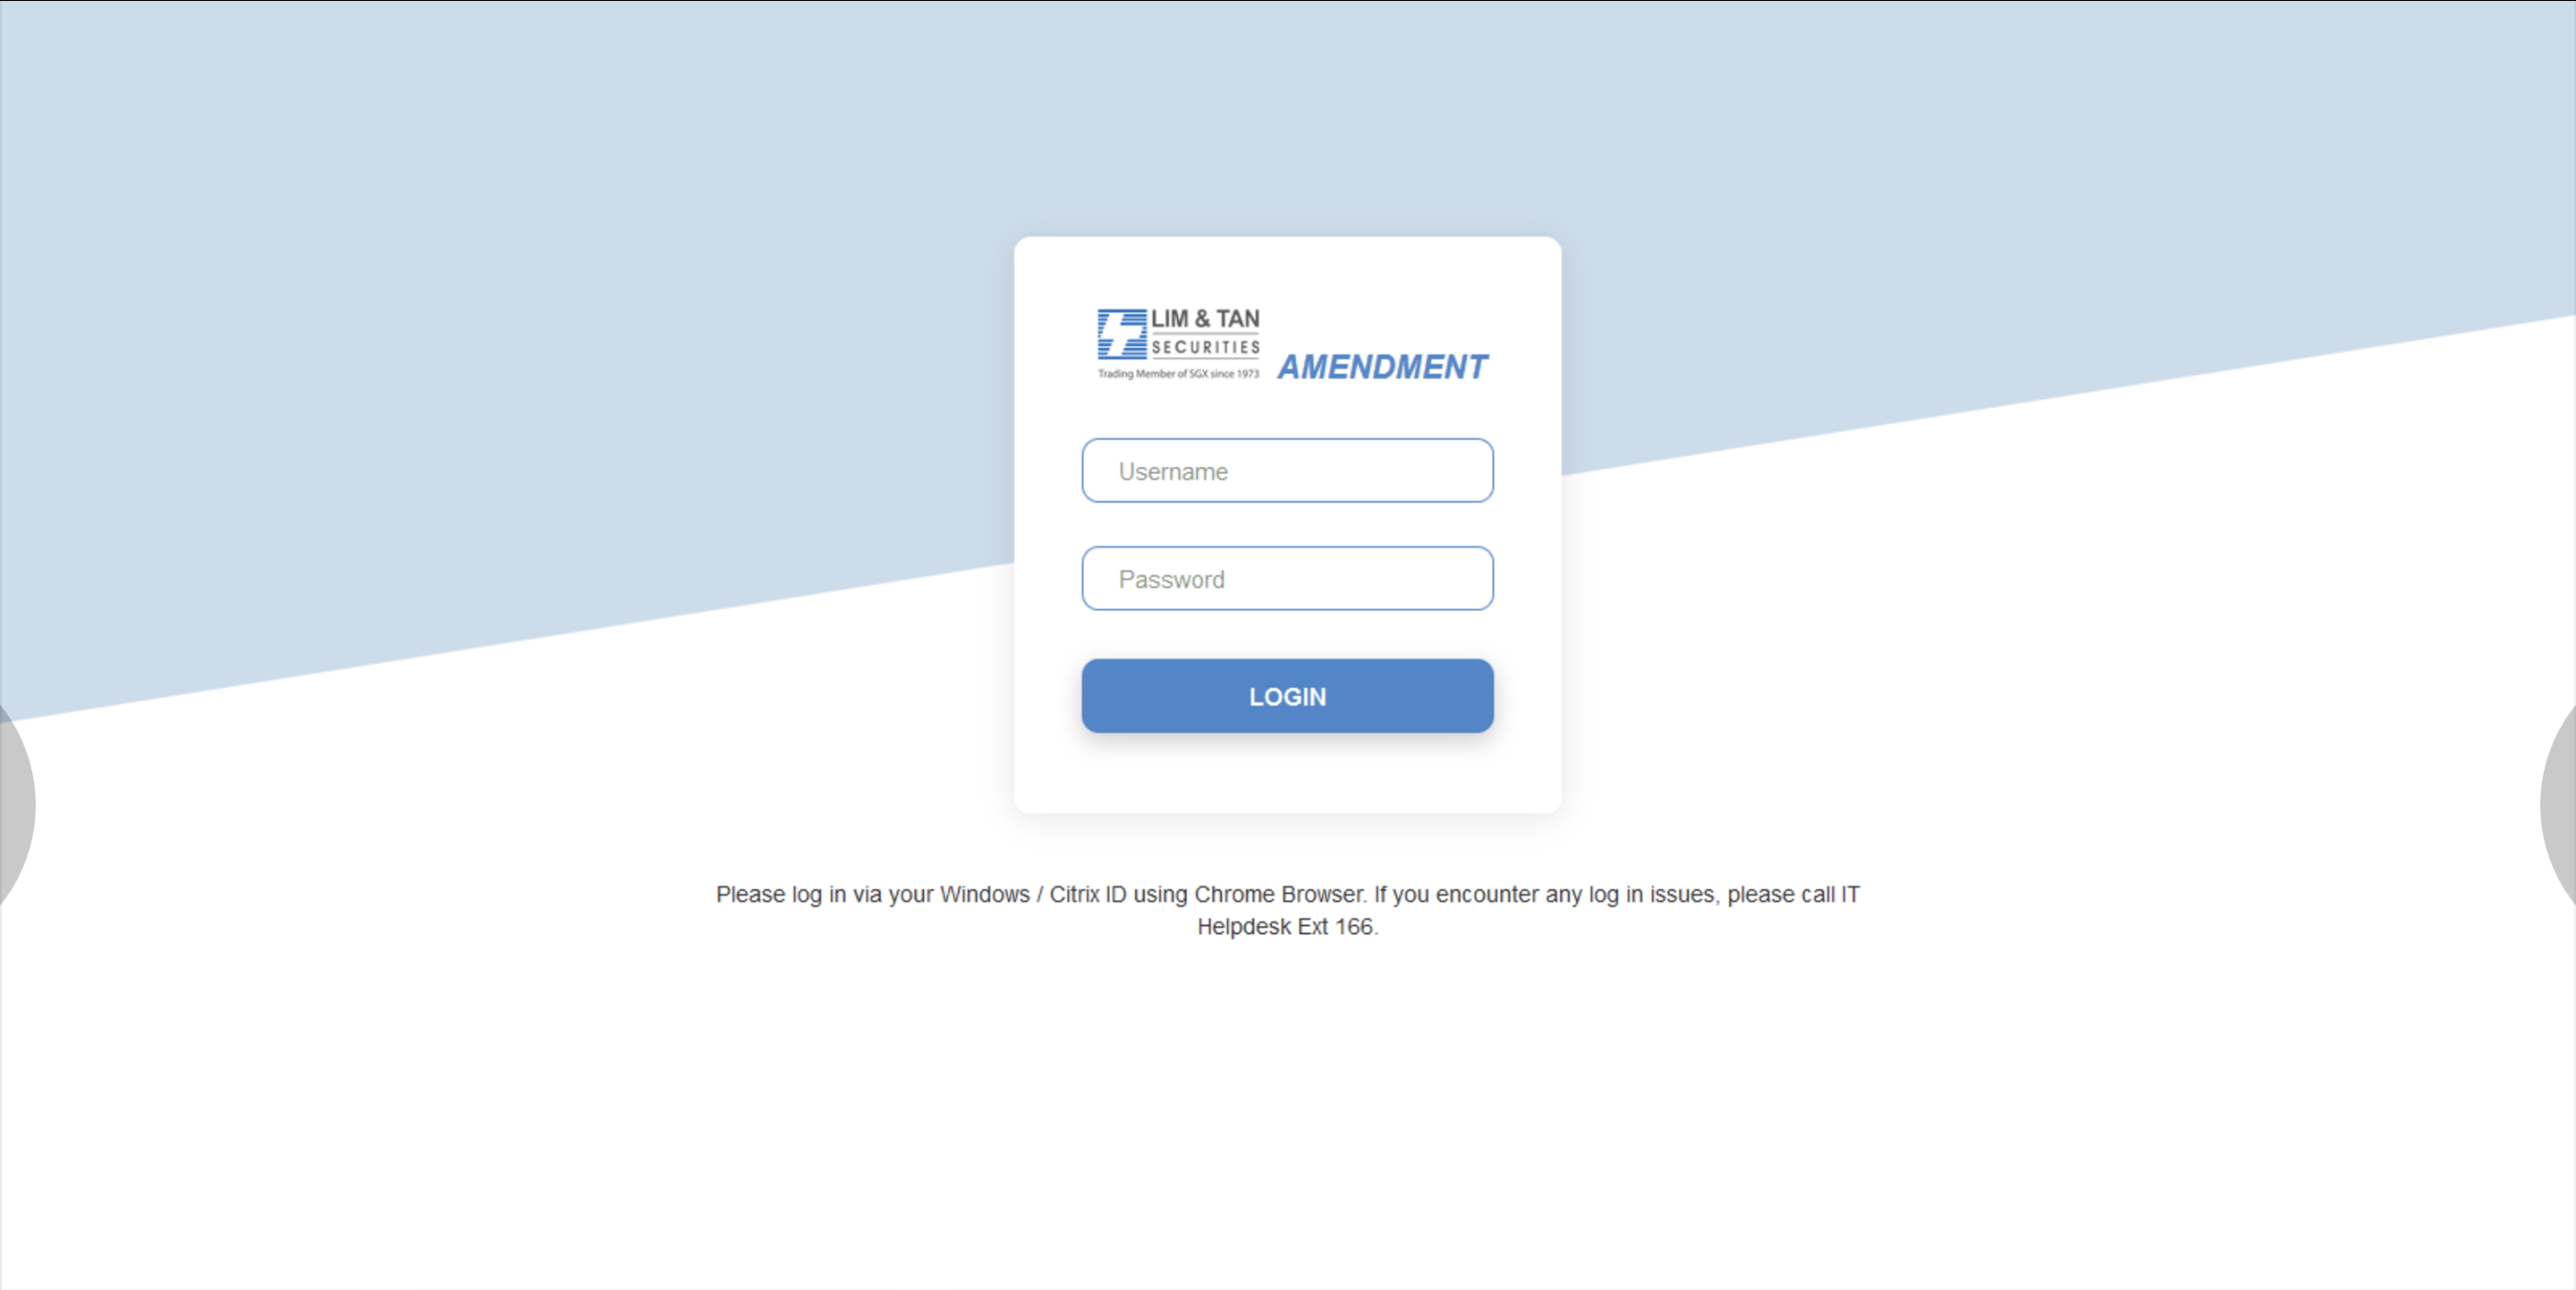 LIM & TAN
SECURITIES
Trading Member of SGX since 1973
AMENDMENT
Username
Password
LOGIN
Please log in via your Windows / Citrix ID using Chrome Browser. If you encounter any log in issues, please call IT
Helpdesk Ext 166.